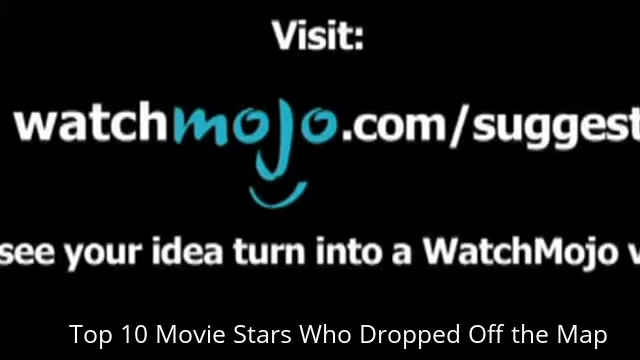 Visit:
watchmojo.com/suggest
see your idea turn into a WatchMojo v
Top 10 Movie Stars Who Dropped Off the Map